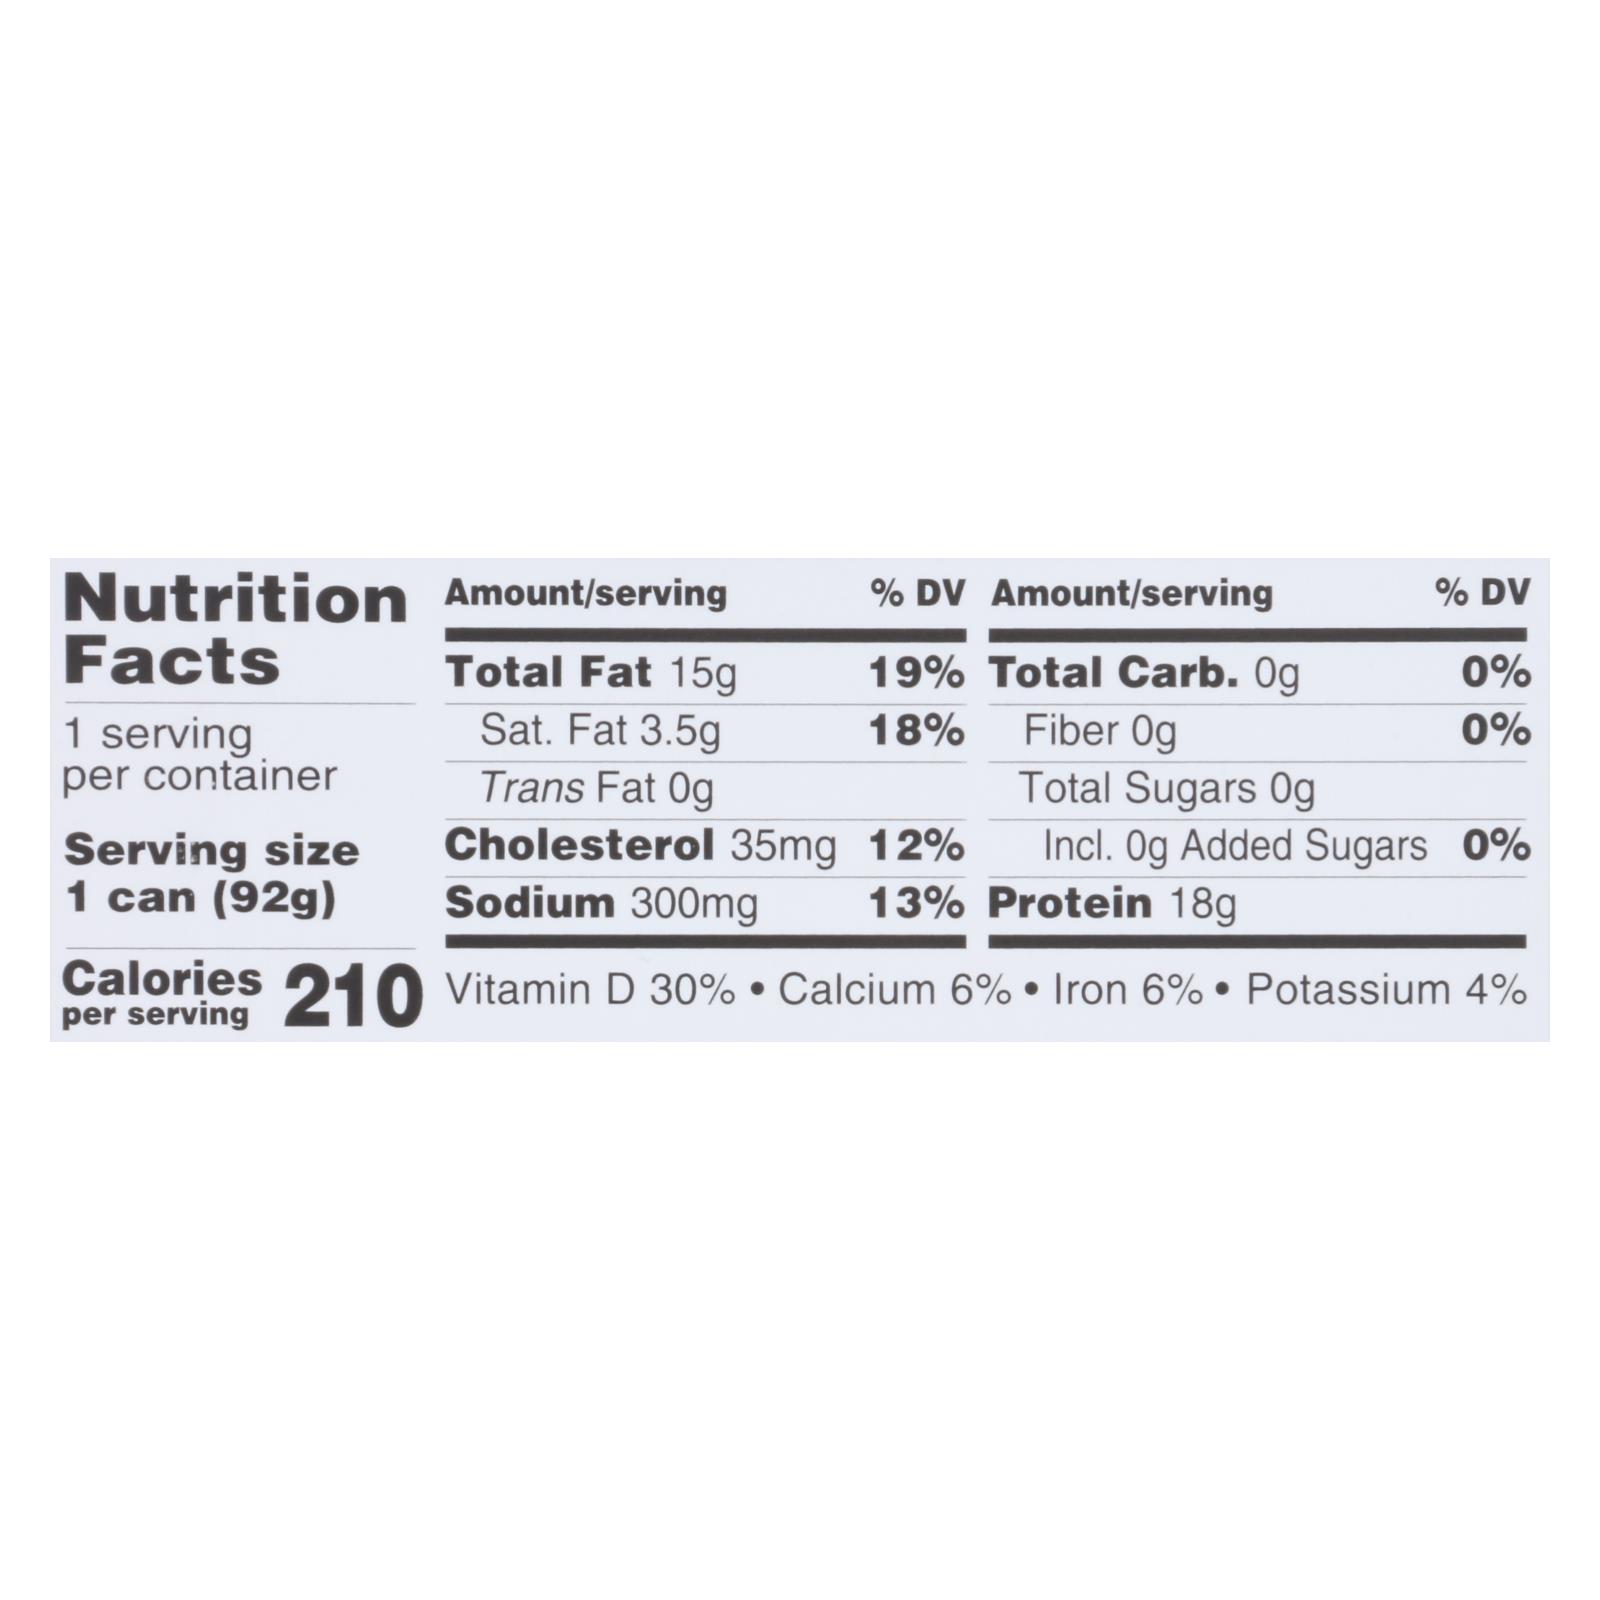 Nutrition
Facts
1 serving
per container
Serving size
1 can (92g)
Calories
per serving
210
Amount/serving % DV
Total Fat 15g 19%
Sat. Fat 3.5g 18%
Trans Fat 0g
Cholesterol 35mg 12%
Sodium 300mg 13%
Amount/serving % DV
Total Carb. 0g 0%
Fiber 0g 0%
Total Sugars 0g
Incl. 0g Added Sugars 0%
Protein 18g
Vitamin D 30% • Calcium 6% • Iron 6% • Potassium 4%